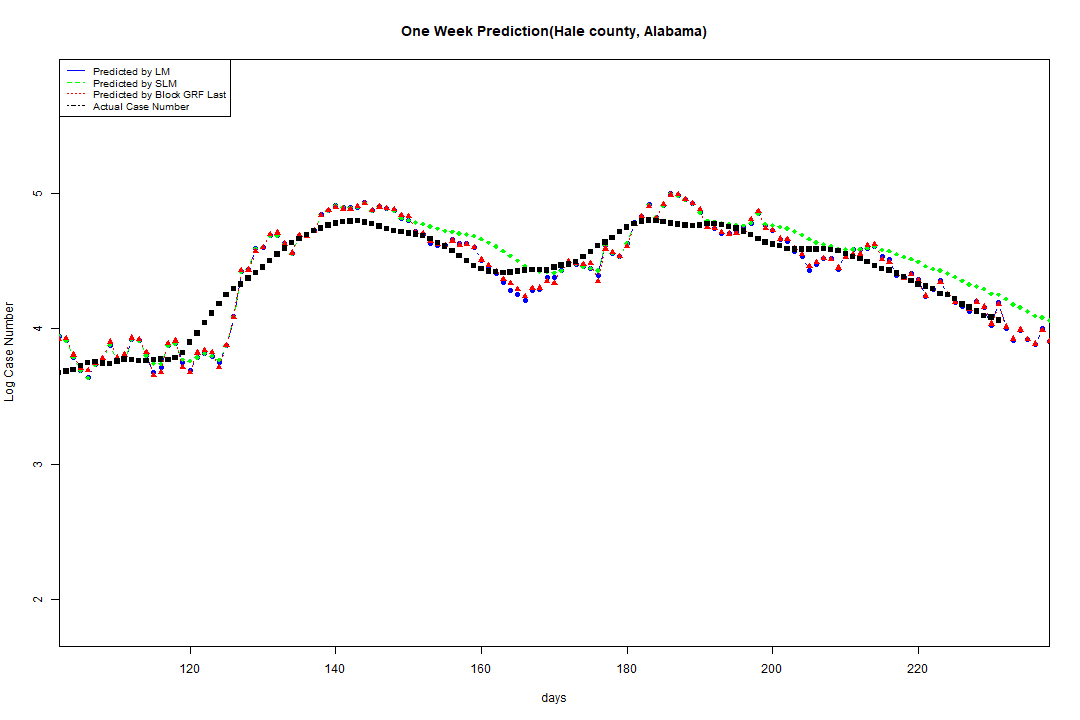 One Week Prediction(Hale county, Alabama)
Predicted by LM
Predicted by SLM
Predicted by Block GRF Last
Actual Case Number
5
4
3
2
Log Case Number
120 140 160 180 200 220
days